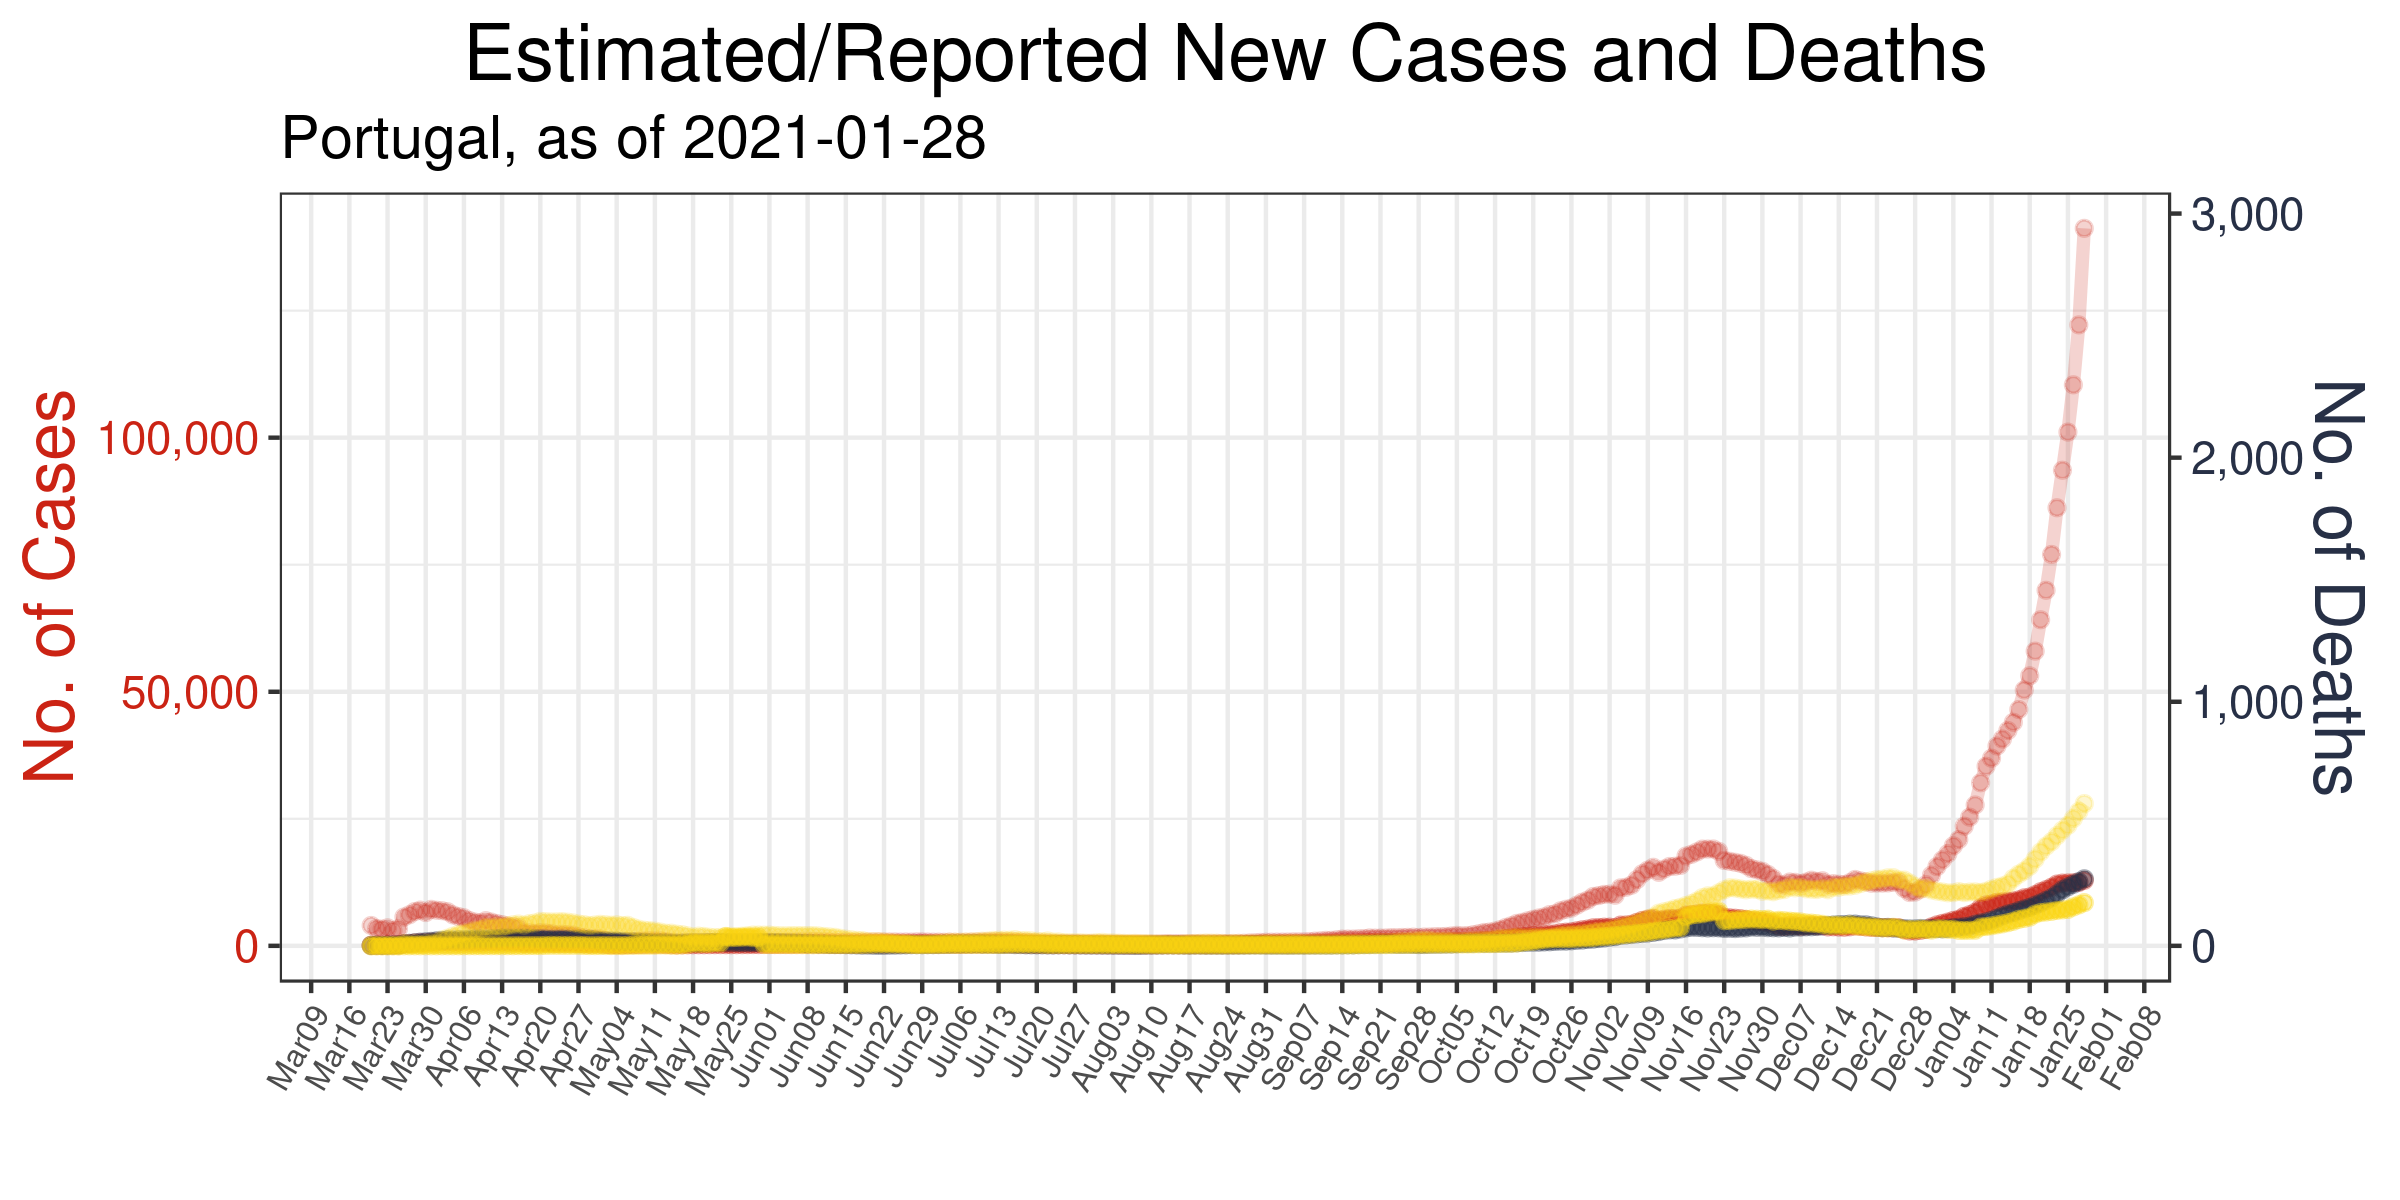 Estimated/Reported New Cases and Deaths
Portugal, as of 2021-01-28
No. of Cases
100,000
50,000
0
3,000
2,000
1,000
0
No. of Deaths
Mar09 Mar16 Mar23 Mar30 Apr06 Apr13 Apr20 Apr27 May04 May11 May18 May25 Jun01 Jun08 Jun15 Jun22 Jun29 Jul06 Jul13 Jul20 Jul27 Aug03 Aug10 Aug17 Aug24 Aug31 Sep07 Sep14 Sep21 Sep28 Oct05 Oct12 Oct19 Oct26 Nov02 Nov09 Nov16 Nov23 Nov30 Dec07 Dec14 Dec21 Dec28 Jan04 Jan11 Jan18 Jan25 Feb01 Feb08